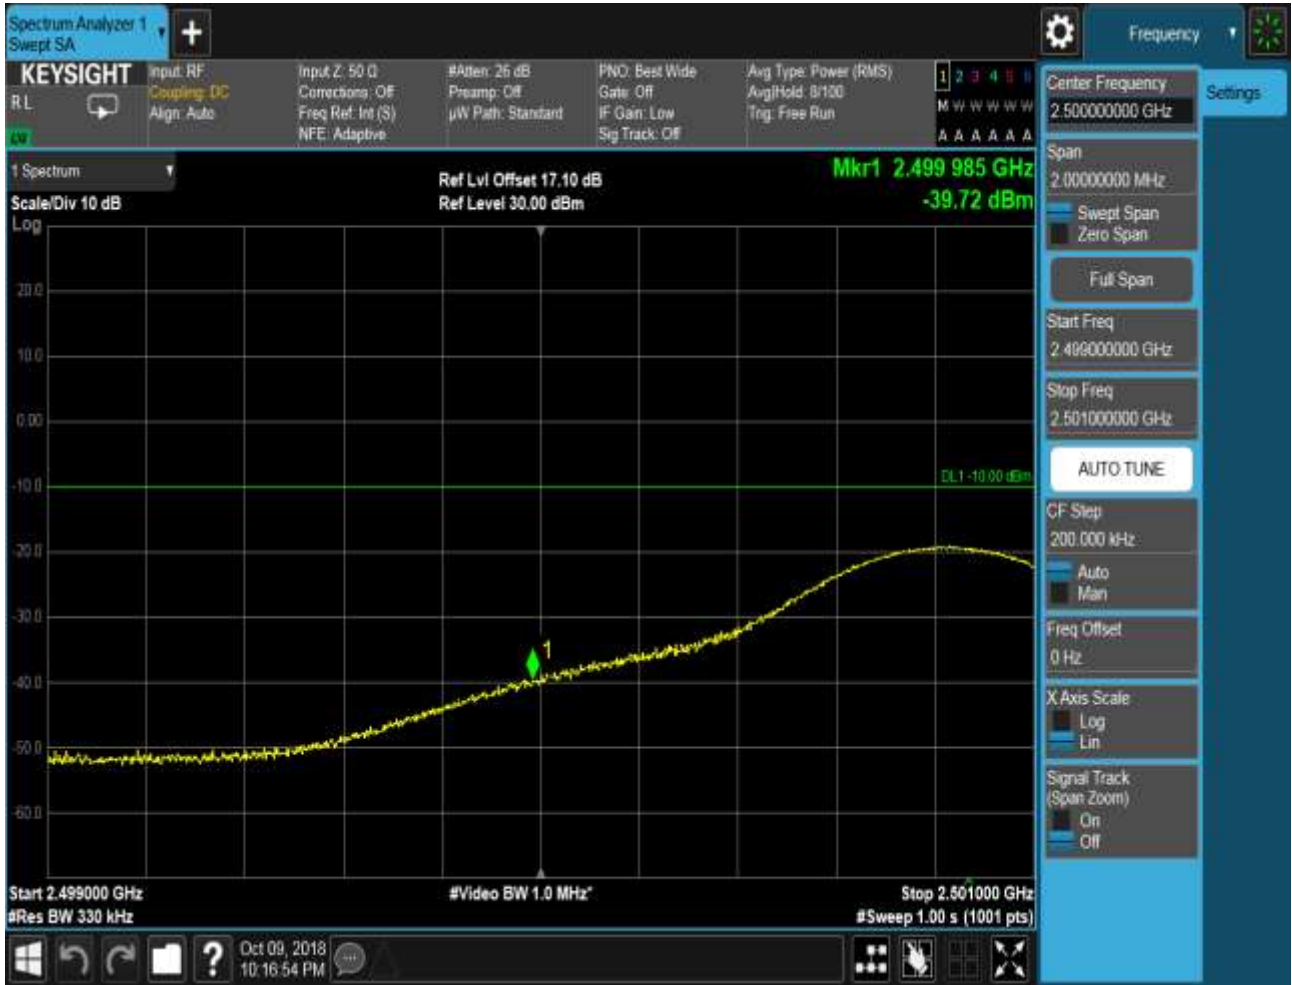 Spectrum Analyzer 1
Swept SA
+
Frequency
KEYSIGHT
RL
LW
Input: RF
Coupling: DC
Align: Auto
Input Z: 50 Ω
Corrections: Off
Freq Ref: Int (S)
NFE: Adaptive
#Atten: 26 dB
Preamp: Off
µW Path: Standard
PNO: Best Wide
Gate: Off
IF Gain: Low
Sig Track: Off
Avg Type: Power (RMS)
Avg|Hold: 8/100
Trig: Free Run
1 2 3 4 5 6
M W W W W W
A A A A A A
1 Spectrum
Scale/Div 10 dB
Log
Ref Lvl Offset 17.10 dB
Ref Level 30.00 dBm
Mkr1 2.499 985 GHz
-39.72 dBm
20.0
10.0
0.00
-10.0
-20.0
-30.0
-40.0
-50.0
-60.0
DL1 -10.00 dBm
1
Start 2.499000 GHz
#Res BW 330 kHz
#Video BW 1.0 MHz*
Stop 2.501000 GHz
#Sweep 1.00 s (1001 pts)
?
Oct 09, 2018
10:16:54 PM
Center Frequency
2.500000000 GHz
Span
2.00000000 MHz
Swept Span
Zero Span
Full Span
Start Freq
2.499000000 GHz
Stop Freq
2.501000000 GHz
AUTO TUNE
CF Step
200.000 kHz
Auto
Man
Freq Offset
0 Hz
X Axis Scale
Log
Lin
Signal Track
(Span Zoom)
On
Off
Settings